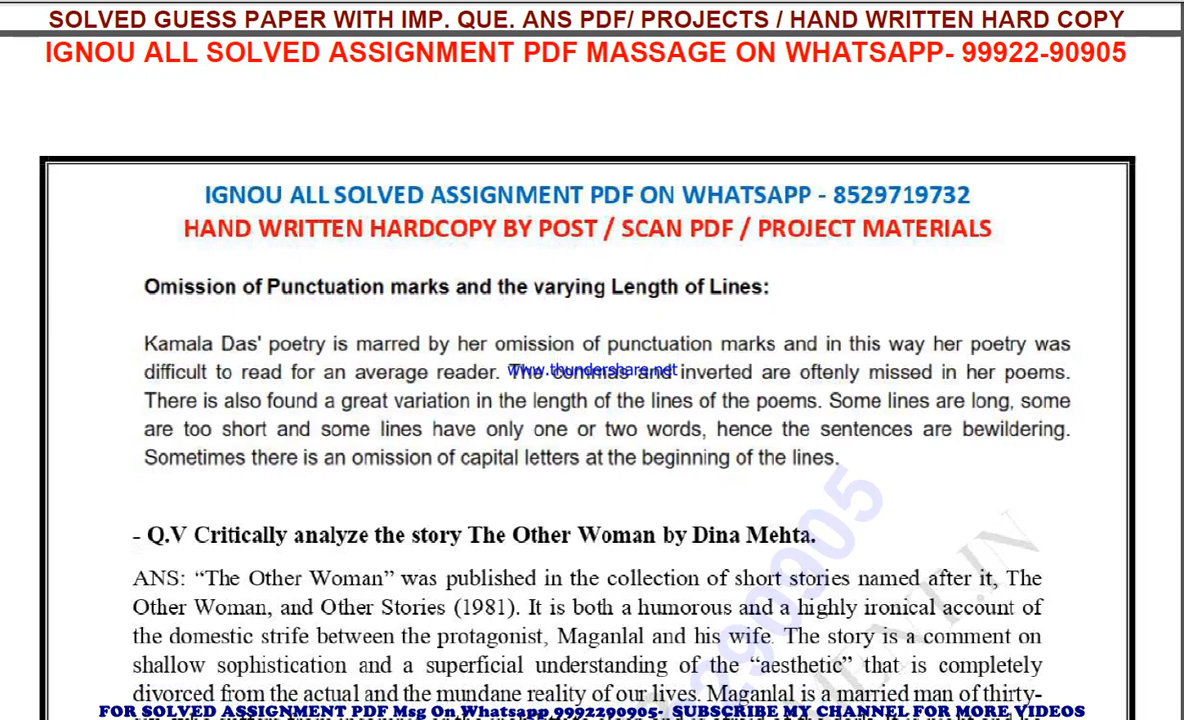 SOLVED GUESS PAPER WITH IMP. QUE. ANS PDF/ PROJECTS / HAND WRITTEN HARD COPY
IGNOU ALL SOLVED ASSIGNMENT PDF MASSAGE ON WHATSAPP- 99922-90905
IGNOU ALL SOLVED ASSIGNMENT PDF ON WHATSAPP - 8529719732
HAND WRITTEN HARDCOPY BY POST / SCAN PDF / PROJECT MATERIALS
Omission of Punctuation marks and the varying Length of Lines:
Kamala Das' poetry is marred by her omission of punctuation marks and in this way her poetry was
difficult to read for an average reader. The commas and inverted are oftenly missed in her poems.
www.thundershare.net
There is also found a great variation in the length of the lines of the poems. Some lines are long, some
are too short and some lines have only one or two words, hence the sentences are bewildering.
Sometimes there is an omission of capital letters at the beginning of the lines.
- Q.V Critically analyze the story The Other Woman by Dina Mehta.
ANS: “The Other Woman” was published in the collection of short stories named after it, The
Other Woman, and Other Stories (1981). It is both a humorous and a highly ironical account of
the domestic strife between the protagonist, Maganlal and his wife. The story is a comment on
shallow sophistication and a superficial understanding of the “aesthetic” that is completely
divorced from the actual and the mundane reality of our lives. Maganlal is a married man of thirty-
290905
MENT.IN
FOR SOLVED ASSIGNMENT PDF Msg On Whatsapp 9992290905- SUBSCRIBE MY CHANNEL FOR MORE VIDEOS